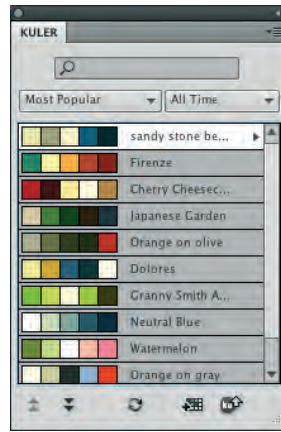 KULER
Most Popular
All Time
sandy stone be...
Firenze
Cherry Cheesec...
Japanese Garden
Orange on olive
Dolores
Granny Smith A...
Neutral Blue
Watermelon
Orange on gray